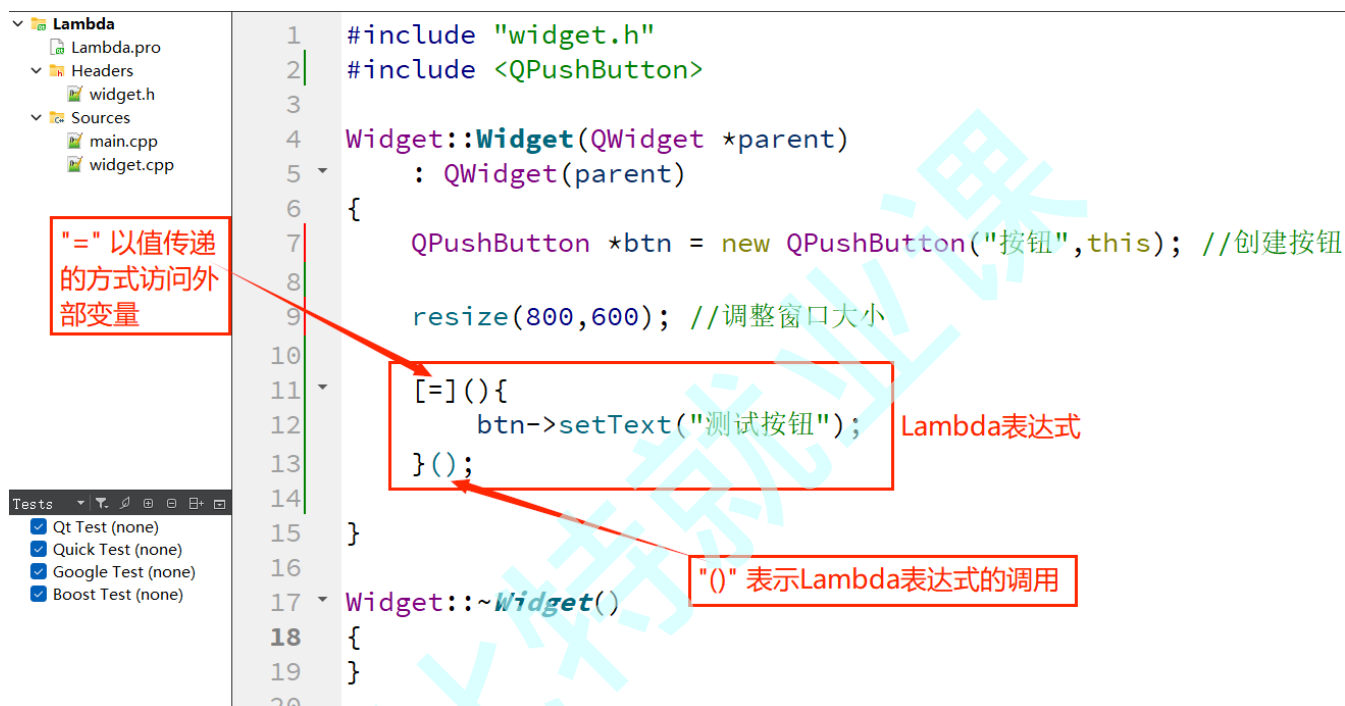 Lambda
Lambda.pro
Headers
widget.h
Sources
main.cpp
widget.cpp
"=" 以值传递
的方式访问外
部变量
Tests
Qt Test (none)
Quick Test (none)
Google Test (none)
Boost Test (none)
1 #include "widget.h"
2 #include <QPushButton>
3
4 Widget::Widget(QWidget *parent)
5     : QWidget(parent)
6 {
7     QPushButton *btn = new QPushButton("按钮",this); //创建按钮
8
9     resize(800,600); //调整窗口大小
10
11     [=](){
12         btn->setText("测试按钮");
13     }();
14
15 }
16
17 Widget::~Widget()
18 {
19 }
20
Lambda表达式
"()" 表示Lambda表达式的调用
特就业课